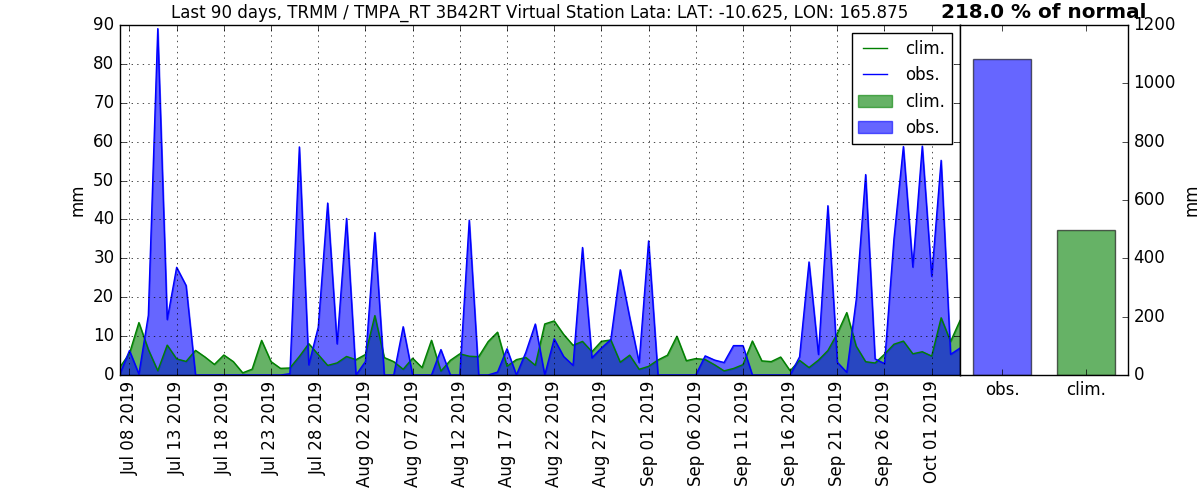 Last 90 days, TRMM / TMPA_RT 3B42RT Virtual Station Lata: LAT: -10.625, LON: 165.875
218.0 % of normal
90
80
70
60
50
40
30
20
10
0
mm
clim.
obs.
clim.
obs.
1200
1000
800
600
400
200
0
mm
Jul 08 2019
Jul 13 2019
Jul 18 2019
Jul 23 2019
Jul 28 2019
Aug 02 2019
Aug 07 2019
Aug 12 2019
Aug 17 2019
Aug 22 2019
Aug 27 2019
Sep 01 2019
Sep 06 2019
Sep 11 2019
Sep 16 2019
Sep 21 2019
Sep 26 2019
Oct 01 2019
obs.
clim.